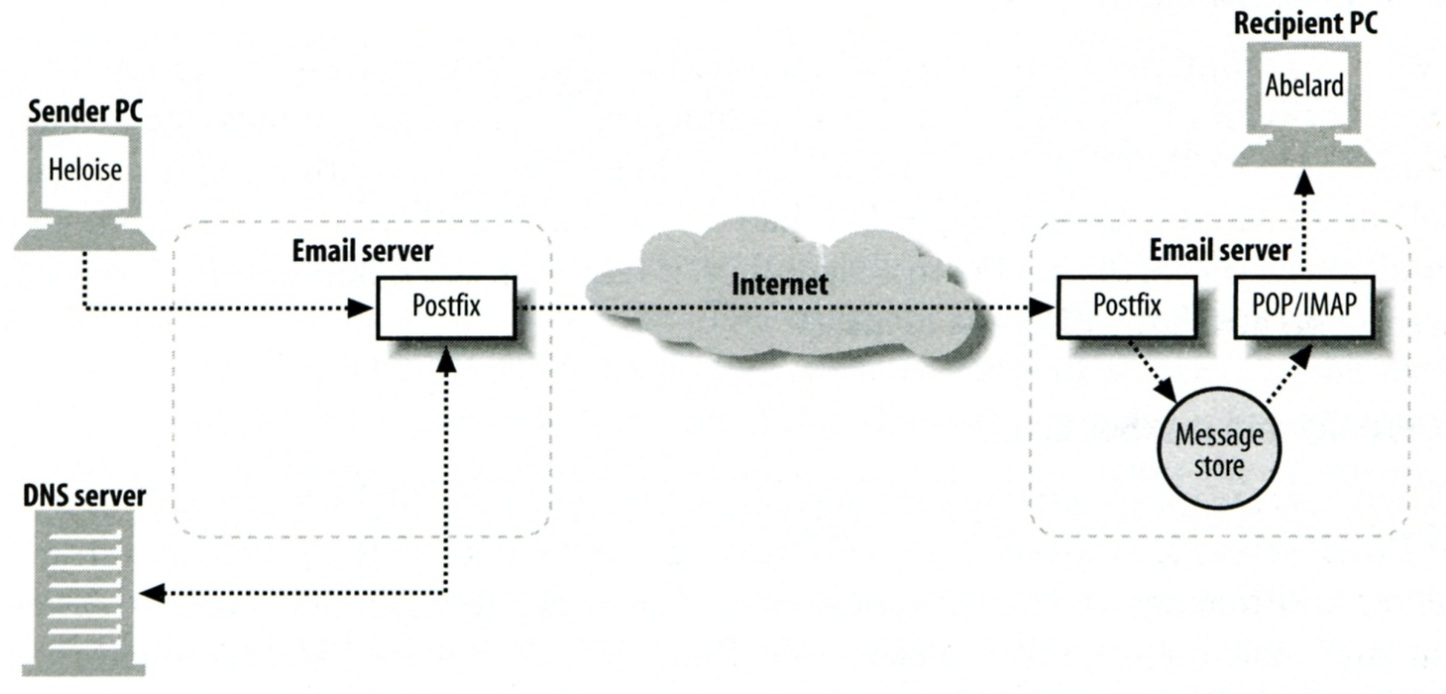 Recipient PC
Abelard
Sender PC
Heloise
Email server
Postfix
Internet
Email server
Postfix
POP/IMAP
Message
store
DNS server